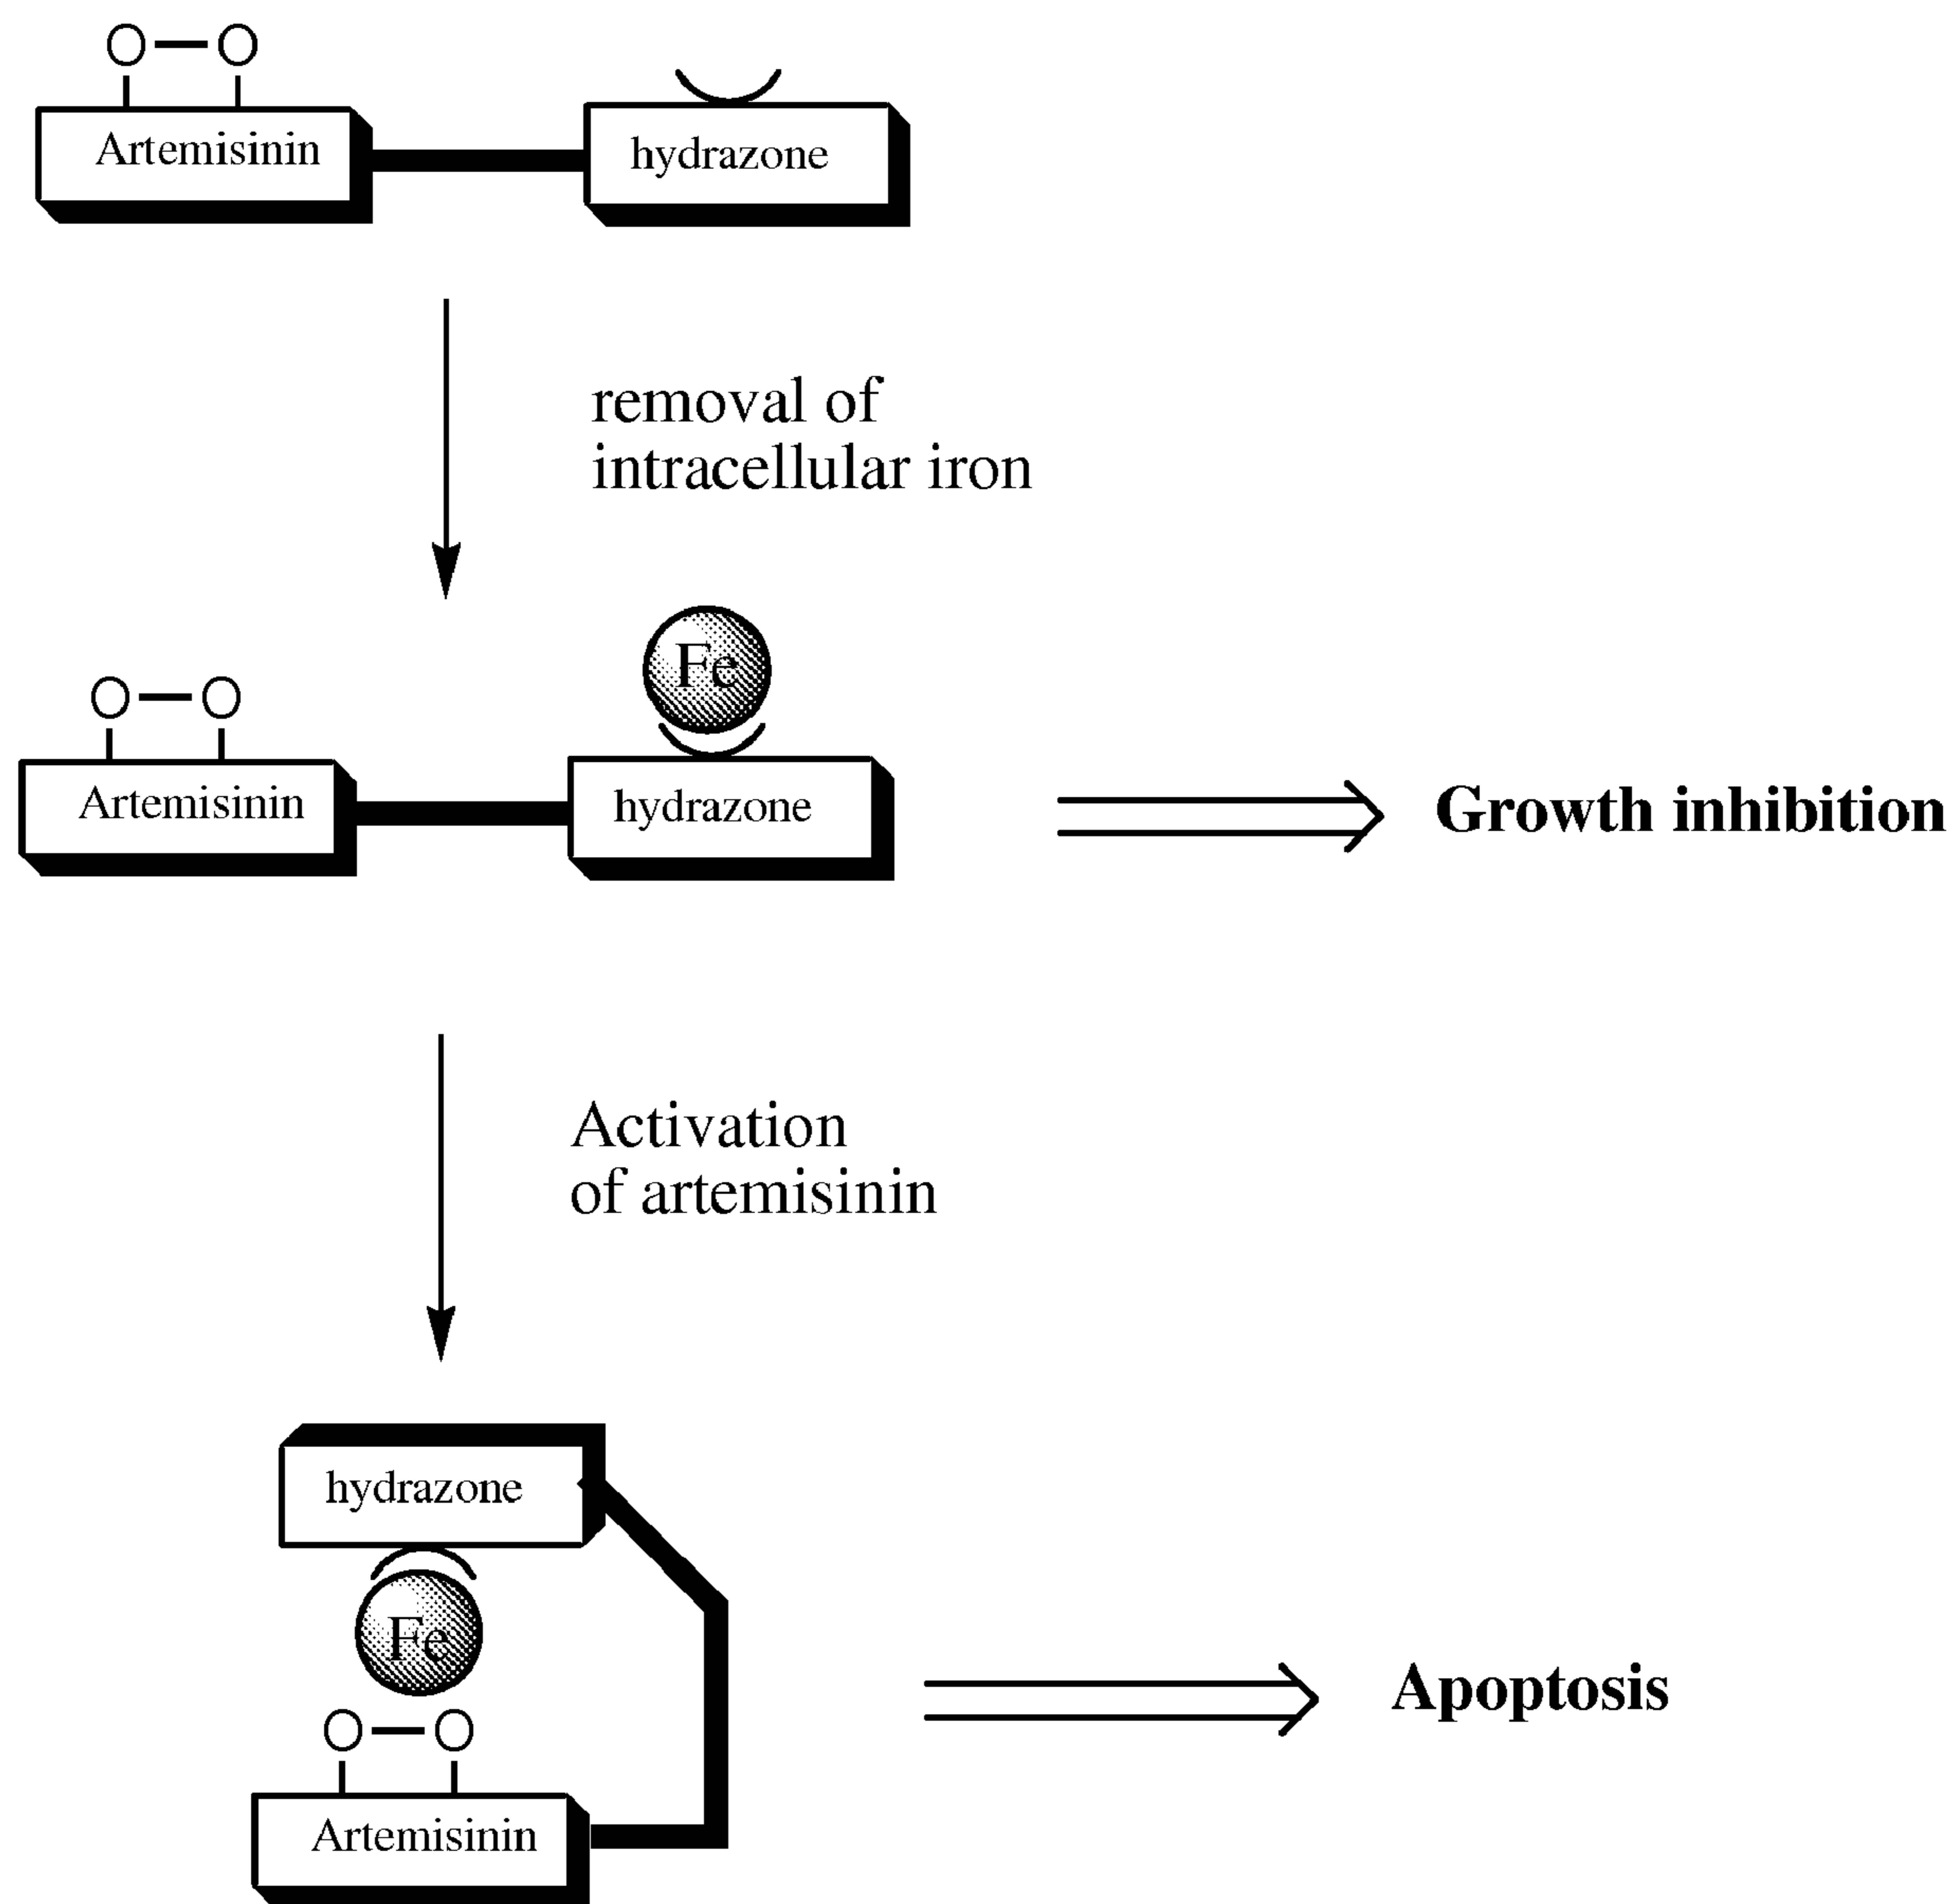 O — O
Artemisinin
hydrazone
removal of
intracellular iron
Fe
O — O
Artemisinin
hydrazone
Growth inhibition
Activation
of artemisinin
hydrazone
Fe
O — O
Artemisinin
Apoptosis